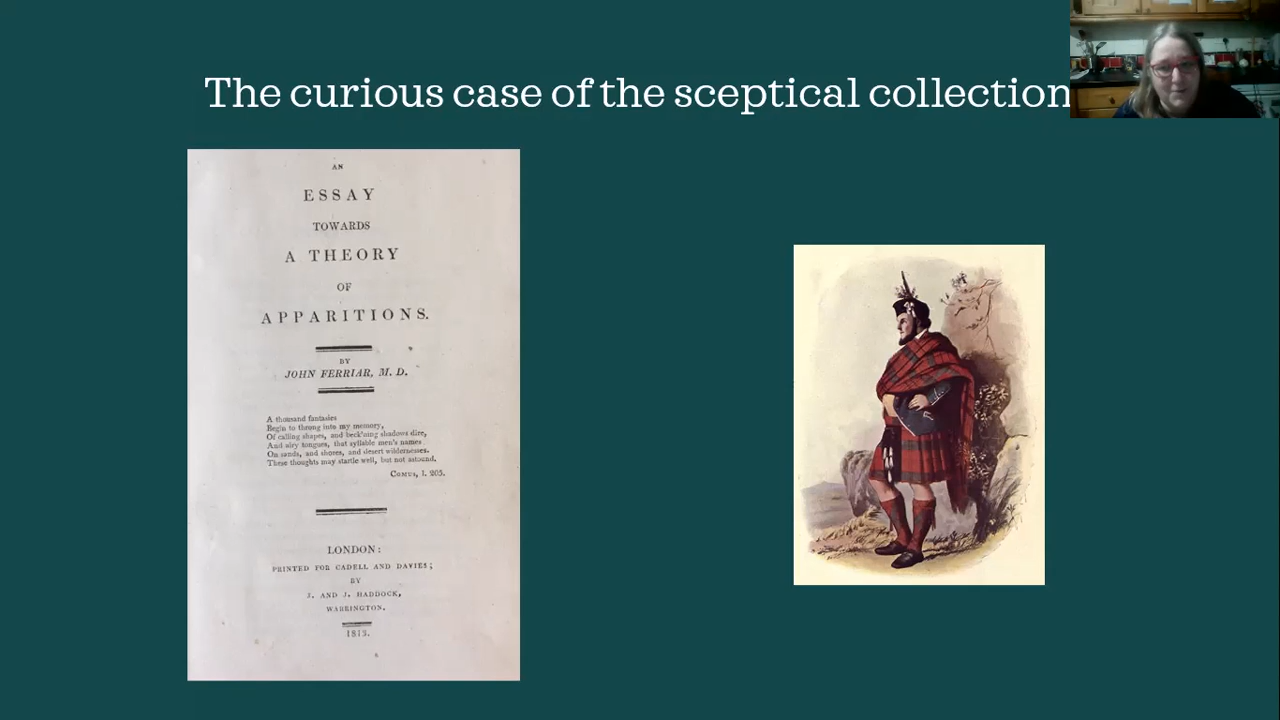 The curious case of the sceptical collection
AN
ESSAY
TOWARDS
A THEORY
OF
APPARITIONS.
BY
JOHN FERRIAR, M. D.
A thousand fantasies
Begin to throng into my memory,
Of calling shapes, and beck'ning shadows dire,
And airy tongues, that syllable men's names
On sands, and shores, and desert wildernesses.
These thoughts may startle well, but not astound.
COMUS, l. 205.
LONDON:
PRINTED FOR CADELL AND DAVIES;
BY
J. AND J. HADDOCK,
WARRINGTON.
1813.